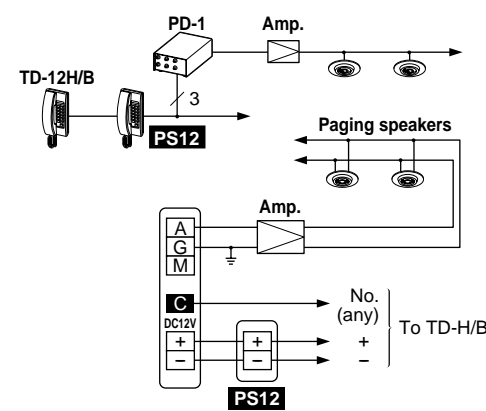 PD-1
Amp.
TD-12H/B
3
PS12
Paging speakers
Amp.
A
G
M
C
No.
(any)
DC12V
To TD-H/B
+ + +
− − −
PS12